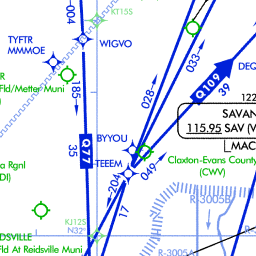 -004
KT15S
TYFTR
MMMOE
WIGVO
033
DEQ
R
Fld/Metter Muni
)
185
028
Q109
39
122
SAVAN
115.95 SAV (V
MAC
BYYOU
Q77
35
TEEEM
Claxton-Evans County
(CWV)
049
a Rgnl
DI)
204
17
R-3005B
KJ12S
N32°
DSVILLE
Fld At Reidsville Muni
R-3005A
R-